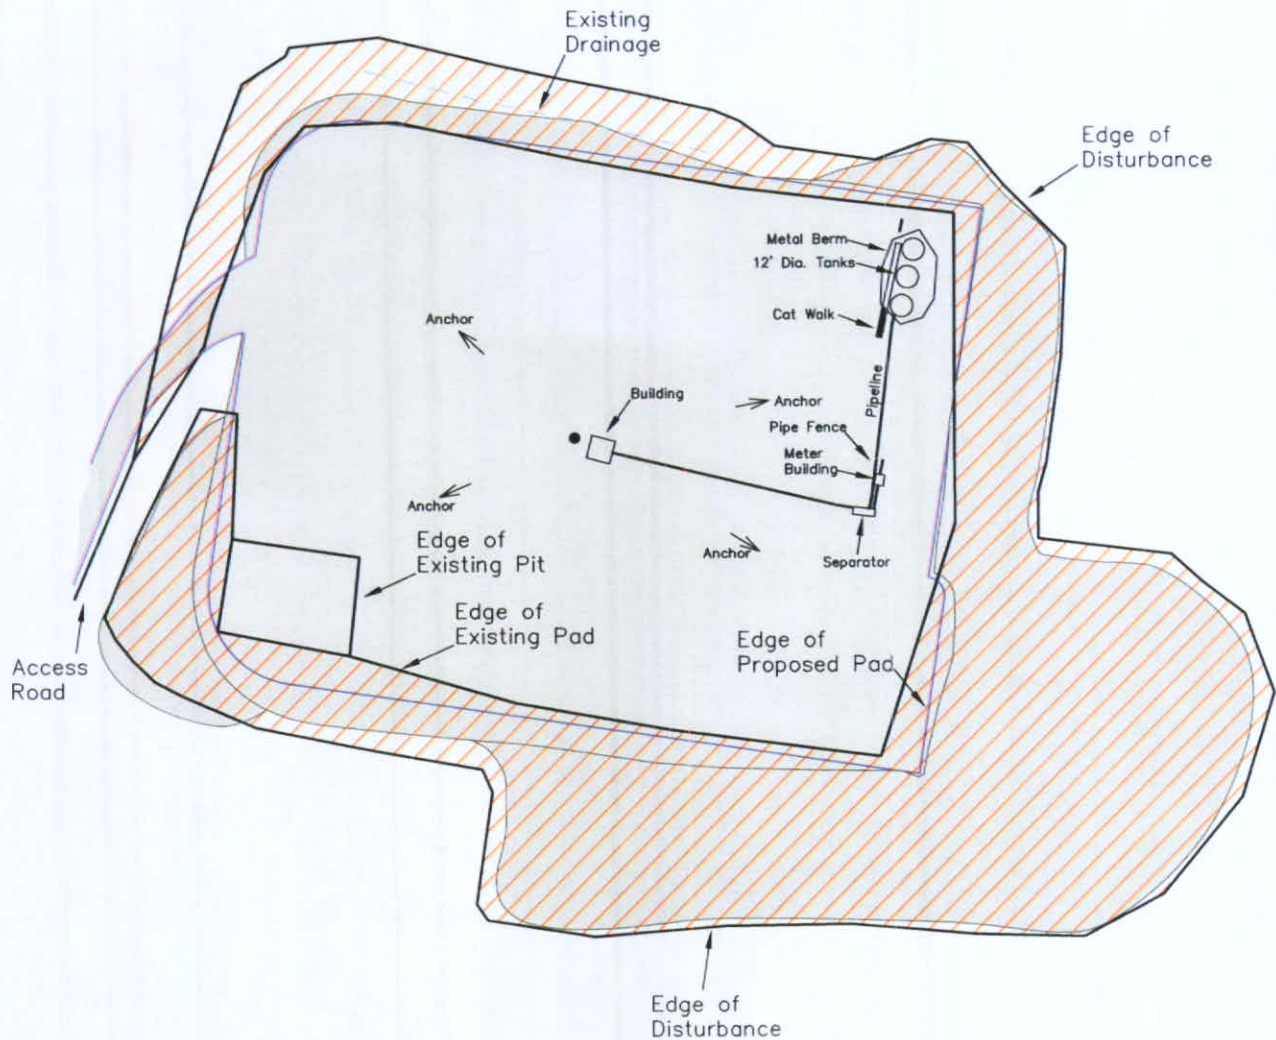 Existing
Drainage
Edge of
Disturbance
Metal Berm
12' Dia. Tanks
Cat Walk
Anchor
Pipeline
Building
Anchor
Pipe Fence
Meter
Building
Anchor
Edge of
Existing Pit
Anchor
Separator
Edge of
Existing Pad
Edge of
Proposed Pad
Access
Road
Edge of
Disturbance